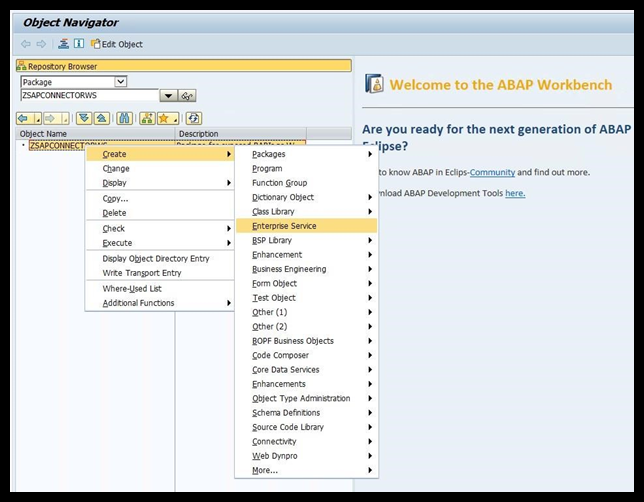 Object Navigator
Edit Object
Repository Browser
Package
ZSAPCONNECTORWS
Object Name Description
ZSAPCONNECTORWS
Create
Change
Display
Copy...
Delete
Check
Execute
Display Object Directory Entry
Write Transport Entry
Where-Used List
Additional Functions
Packages
Program
Function Group
Dictionary Object
Class Library
Enterprise Service
BSP Library
Enhancement
Business Engineering
Form Object
Test Object
Other (1)
Other (2)
BOPF Business Objects
Code Composer
Core Data Services
Enhancements
Object Type Administration
Schema Definitions
Source Code Library
Connectivity
Web Dynpro
More...
Welcome to the ABAP Workbench
Are you ready for the next generation of ABAP
Eclipse?
to know ABAP in Eclips-Community and find out more.
ABAP Development Tools here.